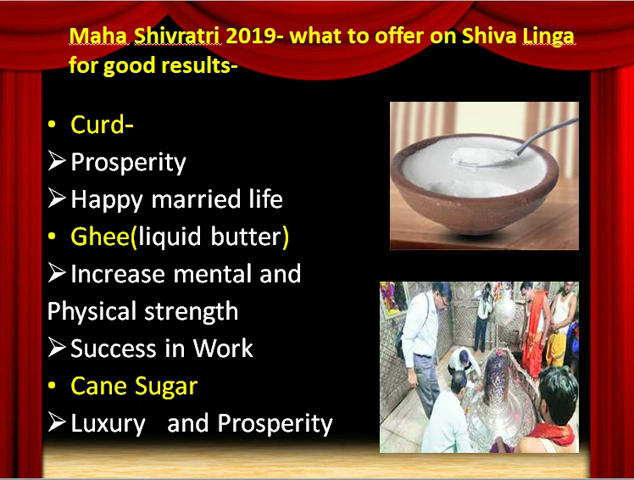 Maha Shivratri 2019- what to offer on Shiva Linga
for good results-
• Curd-
➢Prosperity
➢Happy married life
• Ghee(liquid butter)
➢Increase mental and
Physical strength
➢Success in Work
• Cane Sugar
➢Luxury and Prosperity